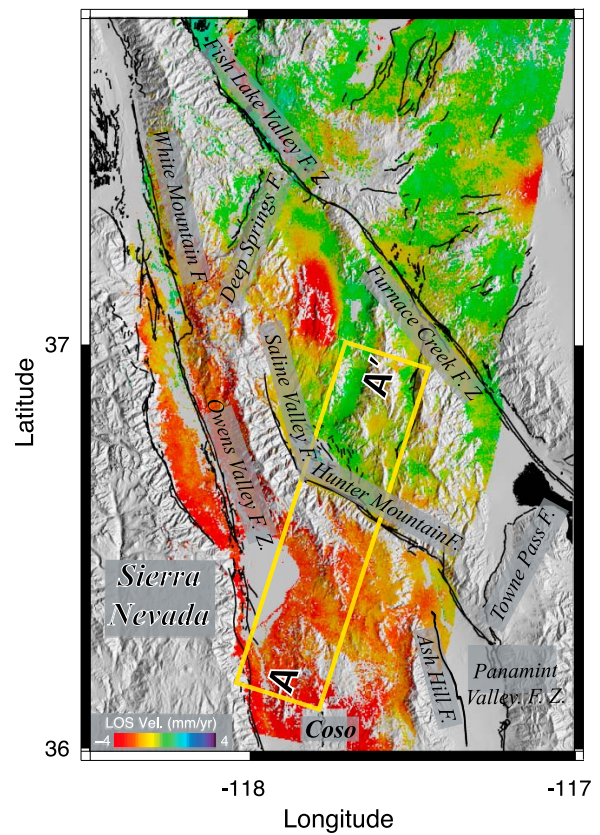 Fish Lake Valley F. Z.
White Mountain F.
Deep Springs F.
Furnace Creek F. Z.
37
A"
Saline Valley F.
Latitude
Owens Valley F. Z.
Hunter Mountain F.
Towne Pass F.
Sierra
Nevada
A
Ash Hill F.
Panamint
Valley. F. Z.
LOS Vel. (mm/yr)
Coso
-4
4
36
-118
-117
Longitude